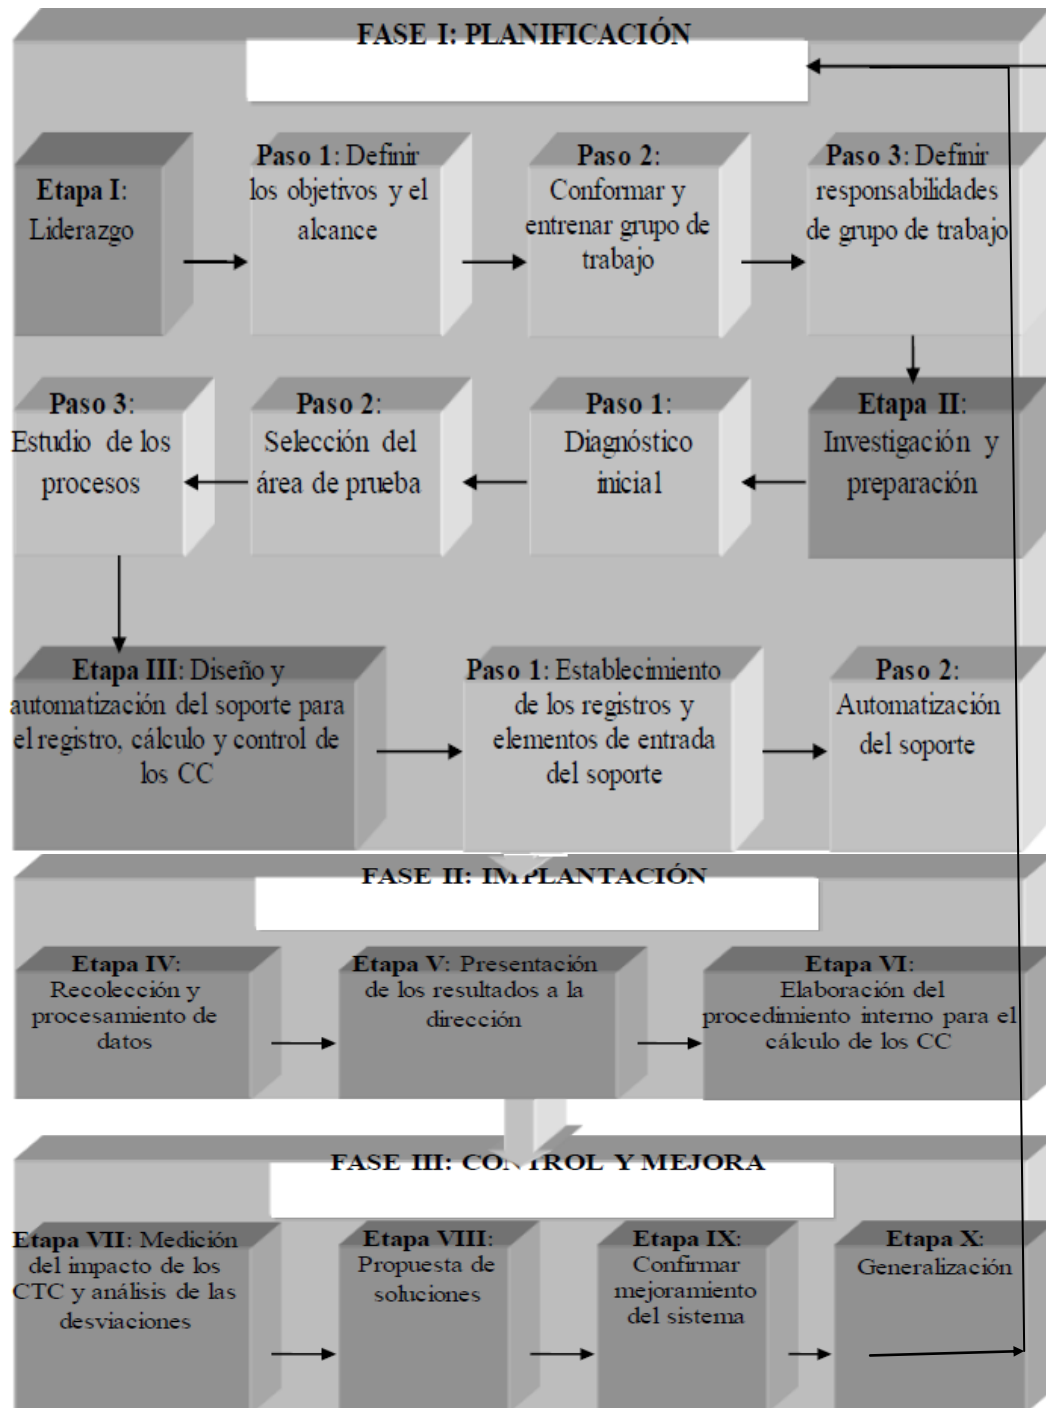 FASE I: PLANIFICACIÓN
Etapa I:
Liderazgo
Paso 1: Definir
los objetivos y el
alcance
Paso 2:
Conformar y
entrenar grupo de
trabajo
Paso 3: Definir
responsabilidades
de grupo de trabajo
Paso 3:
Estudio de los
procesos
Paso 2:
Selección del
área de prueba
Paso 1:
Diagnóstico
inicial
Etapa II:
Investigación y
preparación
Etapa III: Diseño y
automatización del soporte para
el registro, cálculo y control de
los CC
Paso 1: Establecimiento
de los registros y
elementos de entrada
del soporte
Paso 2:
Automatización
del soporte
FASE II: IMPLANTACIÓN
Etapa IV:
Recolección y
procesamiento de
datos
Etapa V: Presentación
de los resultados a la
dirección
Etapa VI:
Elaboración del
procedimiento interno para el
cálculo de los CC
FASE III: CONTROL Y MEJORA
Etapa VII: Medición
del impacto de los
CTC y análisis de las
desviaciones
Etapa VIII:
Propuesta de
soluciones
Etapa IX:
Confirmar
mejoramiento
del sistema
Etapa X:
Generalización